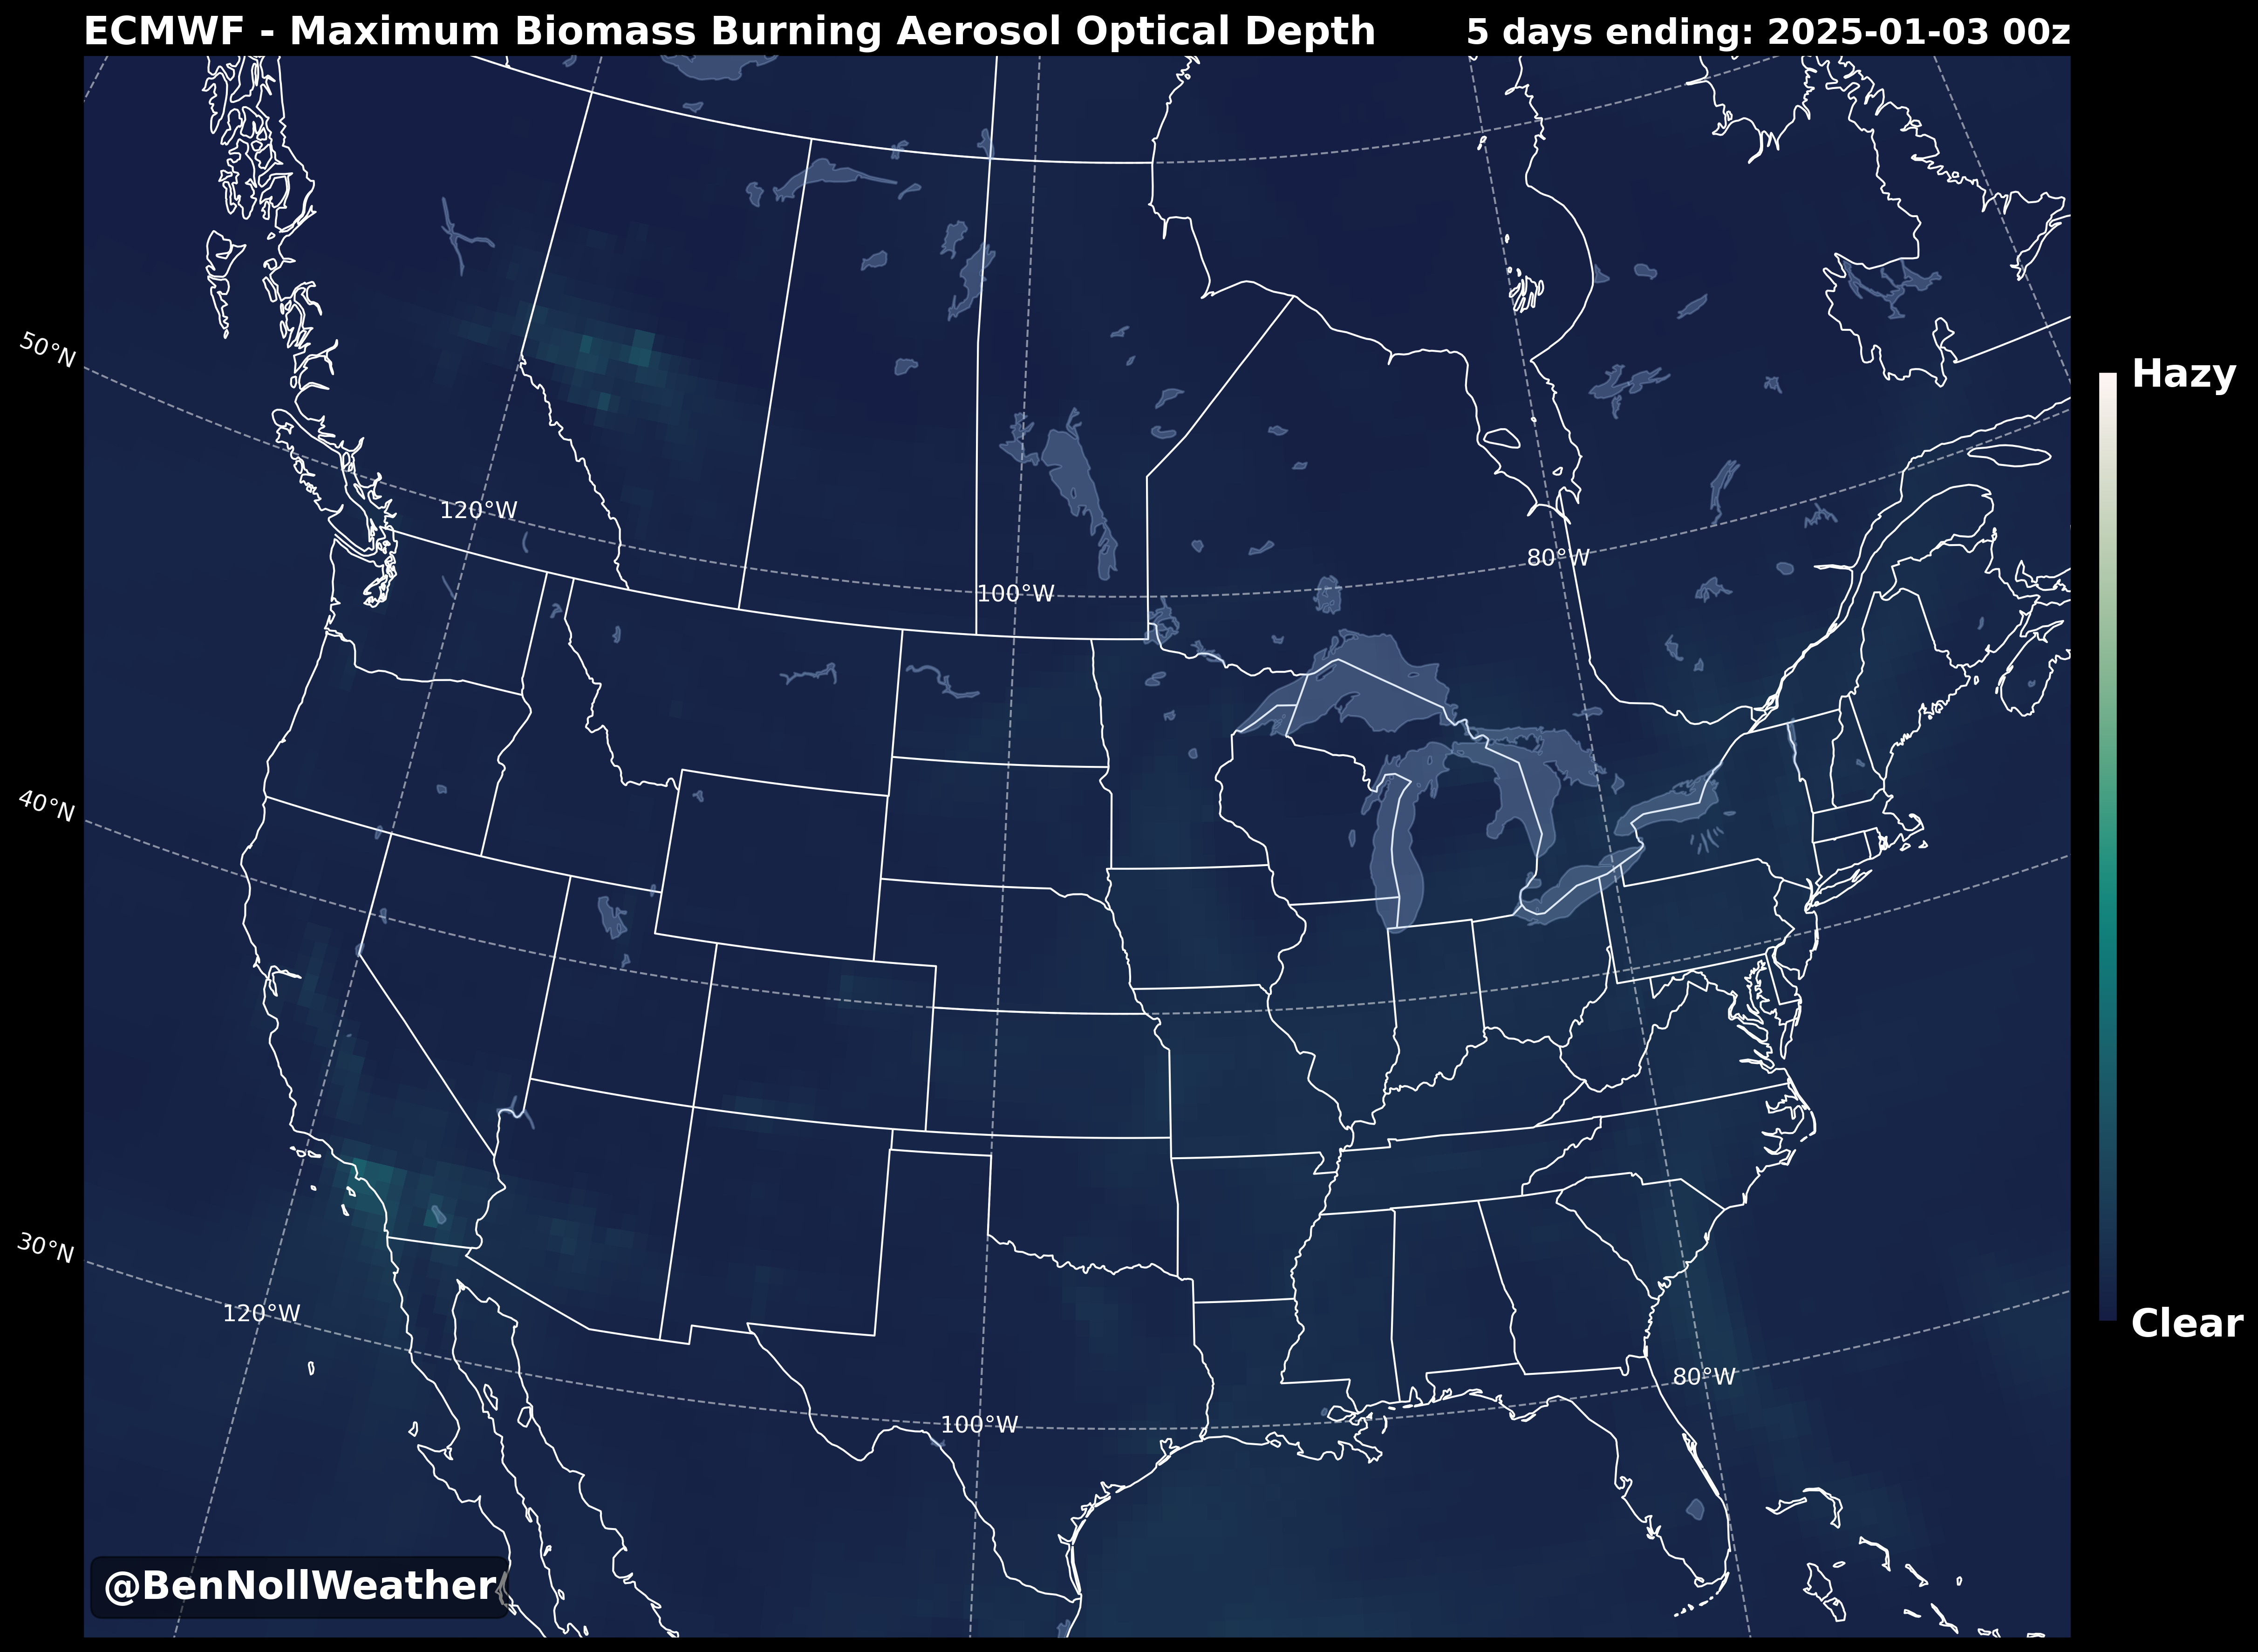 ECMWF - Maximum Biomass Burning Aerosol Optical Depth
5 days ending: 2025-01-03 00z
50°N
Hazy
120°W
80°W
100°W
40°N
30°N
120°W
Clear
80°W
100°W
@BenNollWeather